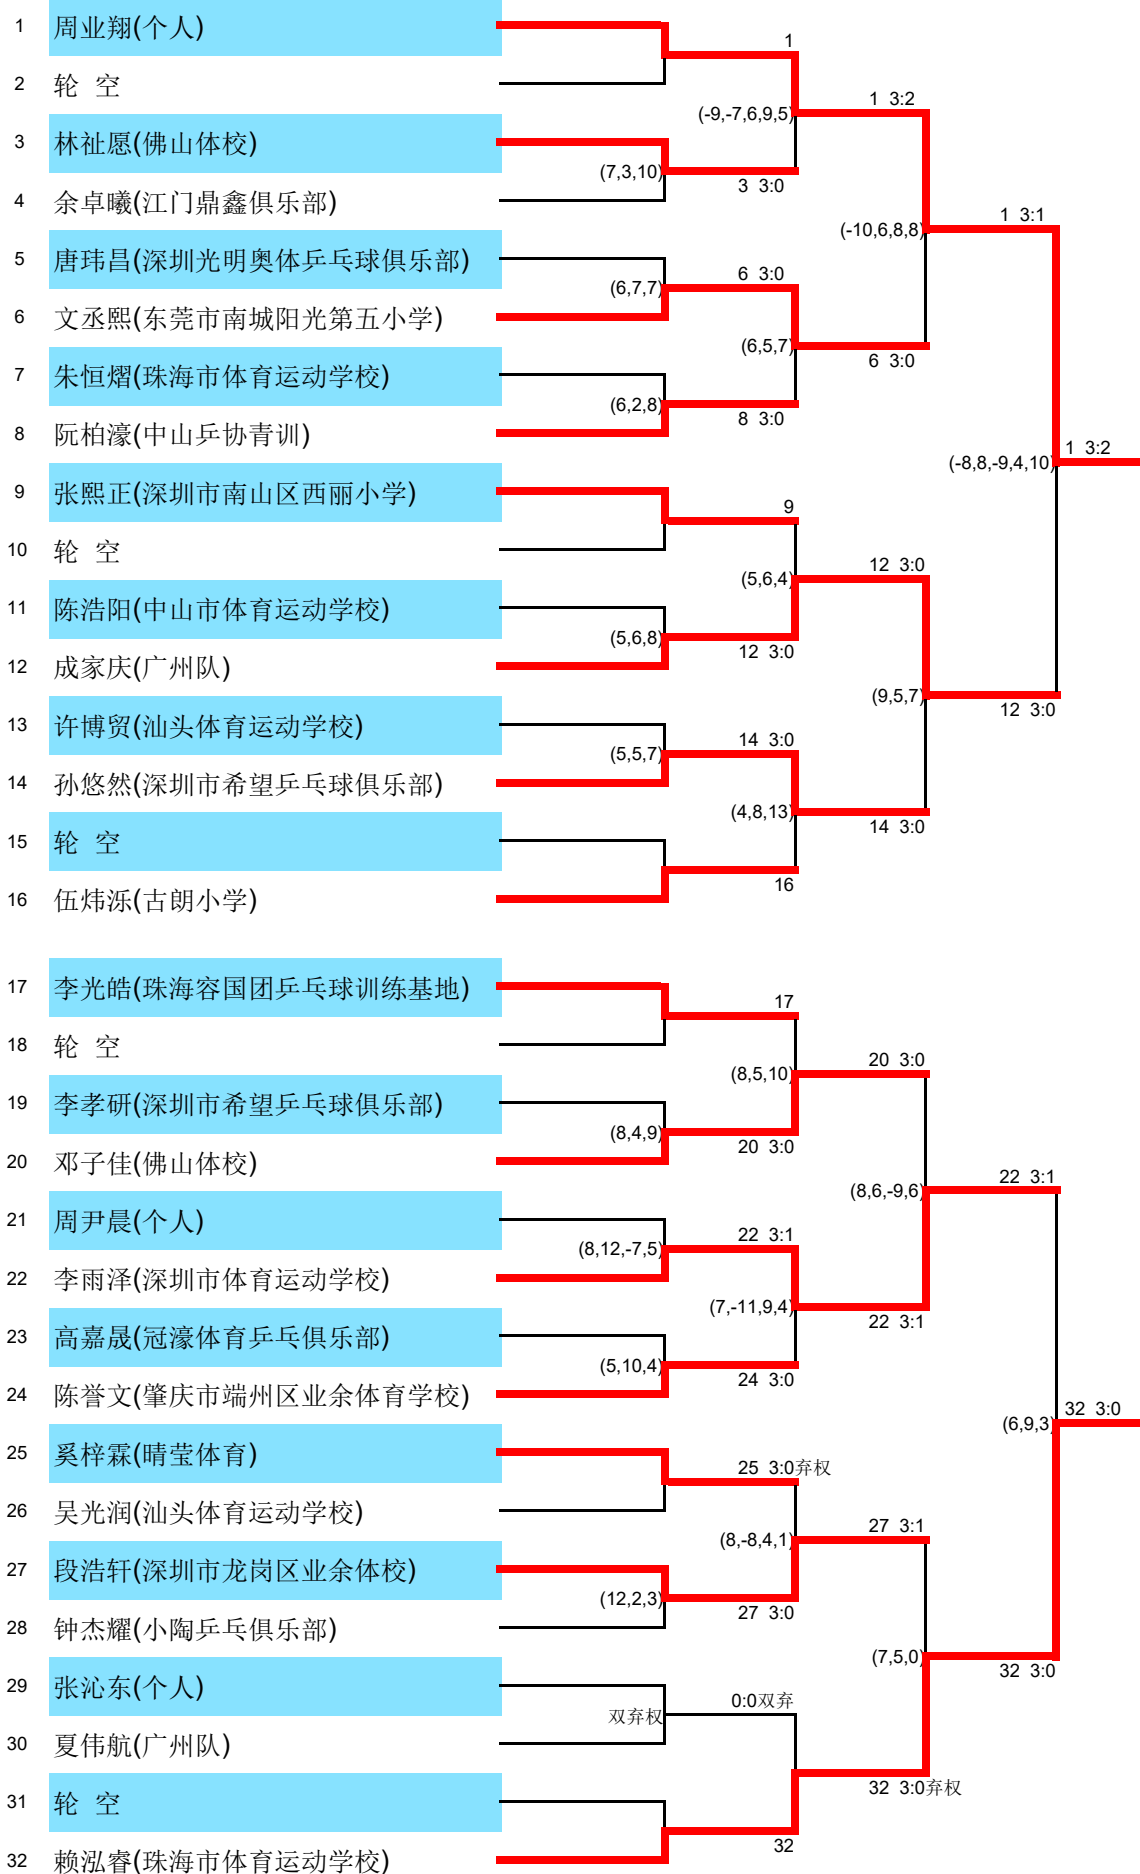 1 周业翔(个人)
1
2 轮 空
(-9,-7,6,9,5)
1 3:2
3 林祉愿(佛山体校)
(7,3,10)
3 3:0
4 余卓曦(江门鼎鑫俱乐部)
(-10,6,8,8)
1 3:1
5 唐玮昌(深圳光明奥体乒乓球俱乐部)
(6,7,7)
6 3:0
6 文丞熙(东莞市南城阳光第五小学)
(6,5,7)
6 3:0
7 朱恒熠(珠海市体育运动学校)
(6,2,8)
8 3:0
8 阮柏濠(中山乒协青训)
(-8,8,-9,4,10)
1 3:2
9 张熙正(深圳市南山区西丽小学)
9
10 轮 空
(5,6,4)
12 3:0
11 陈浩阳(中山市体育运动学校)
(5,6,8)
12 3:0
12 成家庆(广州队)
(9,5,7)
12 3:0
13 许博贸(汕头体育运动学校)
(5,5,7)
14 3:0
14 孙悠然(深圳市希望乒乓球俱乐部)
(4,8,13)
14 3:0
15 轮 空
16
16 伍炜泺(古朗小学)
17 李光皓(珠海容国团乒乓球训练基地)
17
18 轮 空
(8,5,10)
20 3:0
19 李孝研(深圳市希望乒乓球俱乐部)
(8,4,9)
20 3:0
20 邓子佳(佛山体校)
(8,6,-9,6)
22 3:1
21 周尹晨(个人)
(8,12,-7,5)
22 3:1
22 李雨泽(深圳市体育运动学校)
(7,-11,9,4)
22 3:1
23 高嘉晟(冠濠体育乒乓俱乐部)
(5,10,4)
24 3:0
24 陈誉文(肇庆市端州区业余体育学校)
(6,9,3)
32 3:0
25 奚梓霖(晴莹体育)
25 3:0弃权
26 吴光润(汕头体育运动学校)
(8,-8,4,1)
27 3:1
27 段浩轩(深圳市龙岗区业余体校)
(12,2,3)
27 3:0
28 钟杰耀(小陶乒乓俱乐部)
(7,5,0)
32 3:0
29 张沁东(个人)
双弃权
0:0双弃
30 夏伟航(广州队)
32 3:0弃权
31 轮 空
32
32 赖泓睿(珠海市体育运动学校)